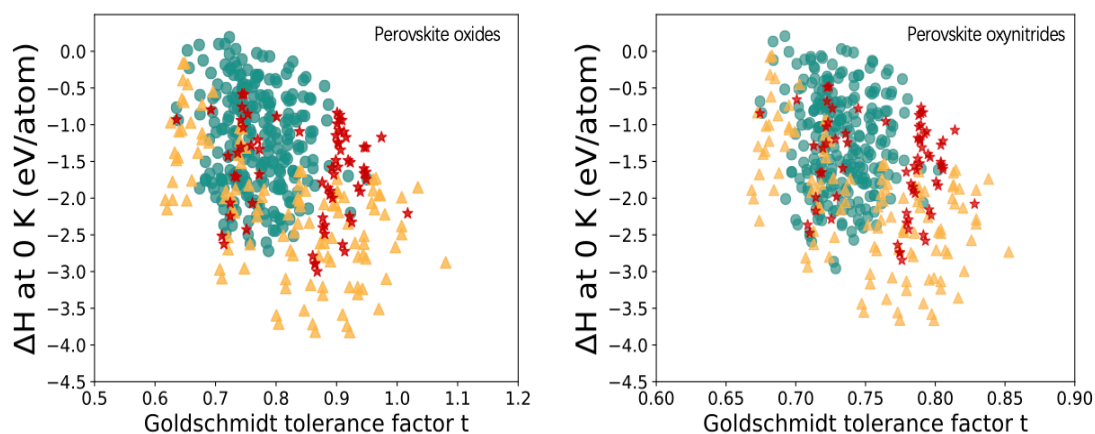 Perovskite oxides
ΔH at 0 K (eV/atom)
0.0
−0.5
−1.0
−1.5
−2.0
−2.5
−3.0
−3.5
−4.0
−4.5
0.5 0.6 0.7 0.8 0.9 1.0 1.1 1.2
Goldschmidt tolerance factor t
Perovskite oxynitrides
ΔH at 0 K (eV/atom)
0.0
−0.5
−1.0
−1.5
−2.0
−2.5
−3.0
−3.5
−4.0
−4.5
0.60 0.65 0.70 0.75 0.80 0.85 0.90
Goldschmidt tolerance factor t